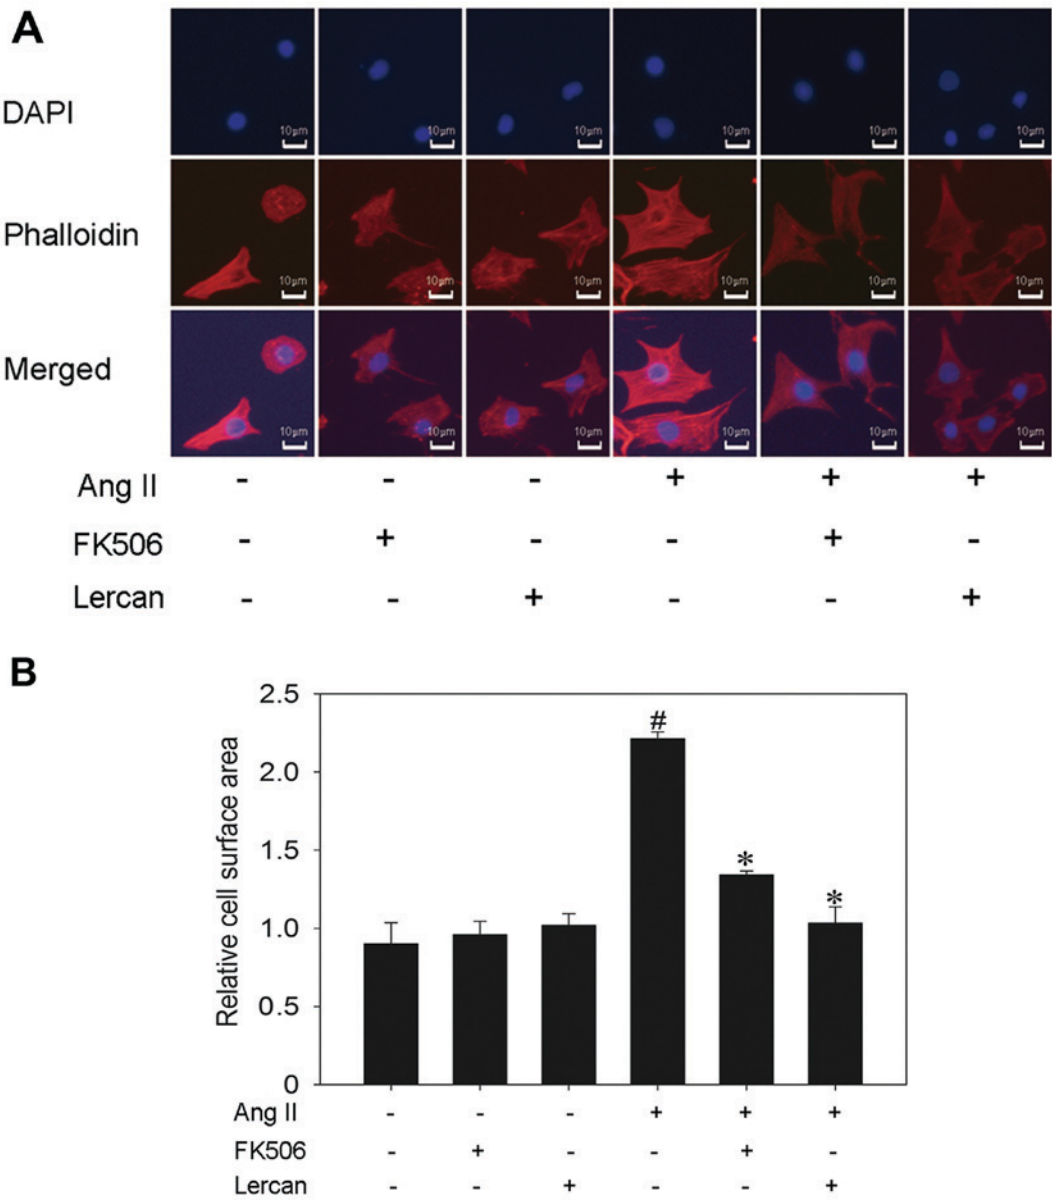 A
DAPI
10μm 10μm 10μm 10μm 10μm 10μm
Phalloidin
10μm 10μm 10μm 10μm 10μm 10μm
Merged
10μm 10μm 10μm 10μm 10μm 10μm
Ang II - - - + + +
FK506 - + - - + -
Lercan - - + - - +
B
Relative cell surface area
2.5
2.0
1.5
1.0
0.5
0
#
*
*
Ang II - - - + + +
FK506 - + - - + -
Lercan - - + - - +